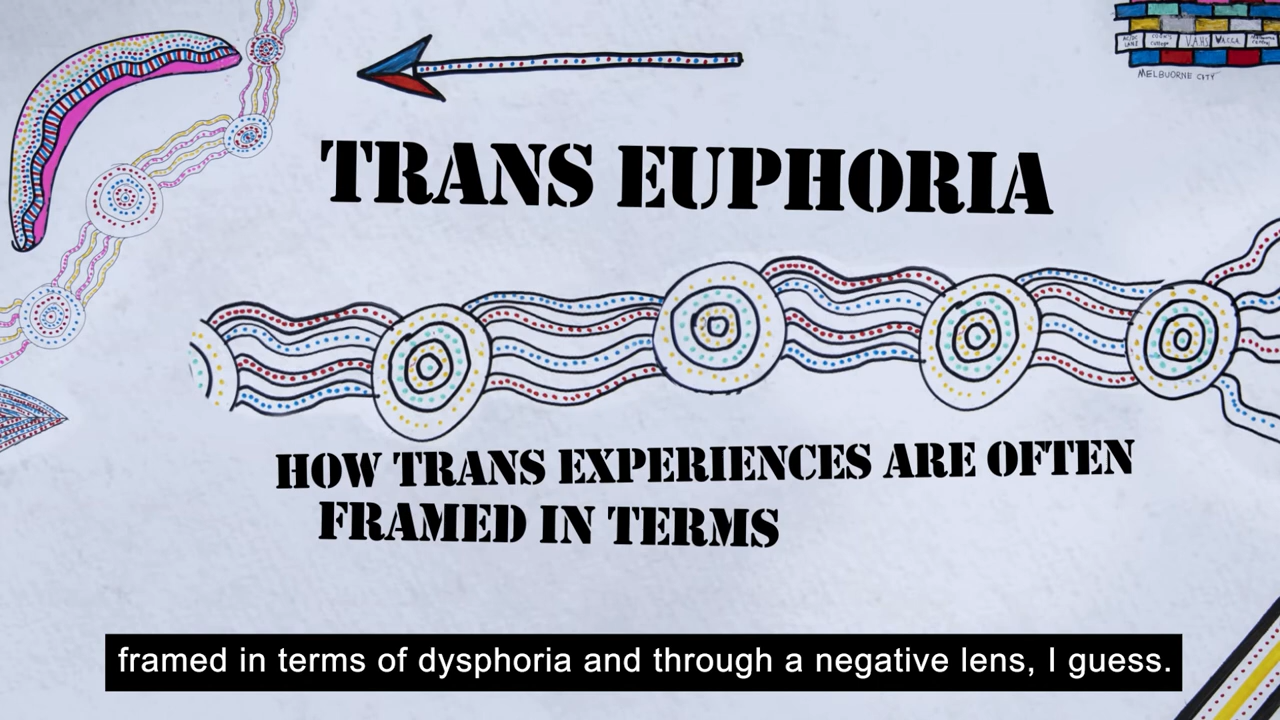 V.A.H.S
MELBUORNE CITY
TRANS EUPHORIA
HOW TRANS EXPERIENCES ARE OFTEN
FRAMED IN TERMS
framed in terms of dysphoria and through a negative lens, I guess.